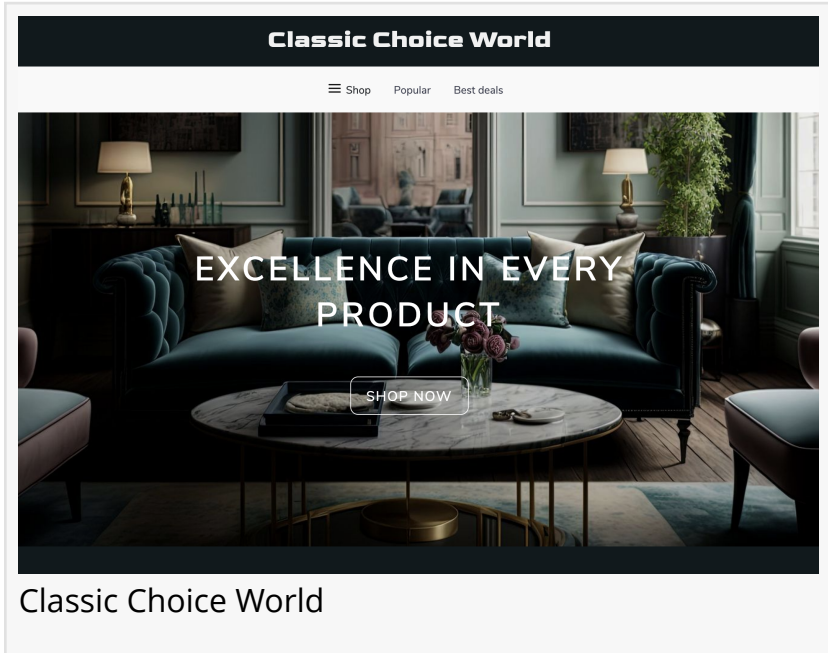 Classic Choice World
Shop Popular Best deals
EXCELLENCE IN EVERY
PRODUCT
SHOP NOW
Classic Choice World